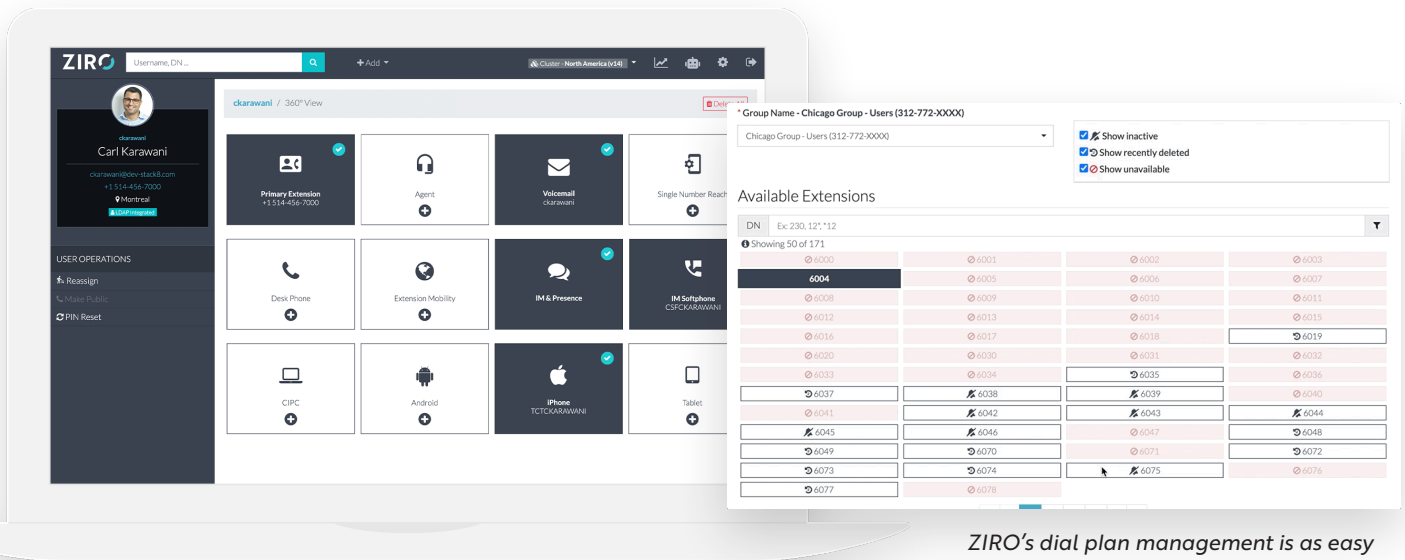 ZIRO
Username, DN ...
Add
Cluster - North America (v14)
ckarawani
Carl Karawani
ckarawani@dev-stack8.com
+1 514-456-7000
Montreal
LDAP integrated
USER OPERATIONS
Reassign
Make Public
PIN Reset
ckarawani / 360° View
Primary Extension
+1 514-456-7000
Agent
Voicemail
ckarawani
Single Number Reach
Desk Phone
Extension Mobility
IM & Presence
IM Softphone
CSFCKARAWANI
CIPC
Android
iPhone
TCTCKARAWANI
Tablet
* Group Name - Chicago Group - Users (312-772-XXXX)
Chicago Group - Users (312-772-XXXX)
Show inactive
Show recently deleted
Show unavailable
Available Extensions
DN Ex: 230, 12*, *12
Showing 50 of 171
6000 6001 6002 6003
6004 6005 6006 6007
6008 6009 6010 6011
6012 6013 6014 6015
6016 6017 6018 6019
6020 6030 6031 6032
6033 6034 6035 6036
6037 6038 6039 6040
6041 6042 6043 6044
6045 6046 6047 6048
6049 6070 6071 6072
6073 6074 6075 6076
6077 6078
ZIRO's dial plan management is as easy